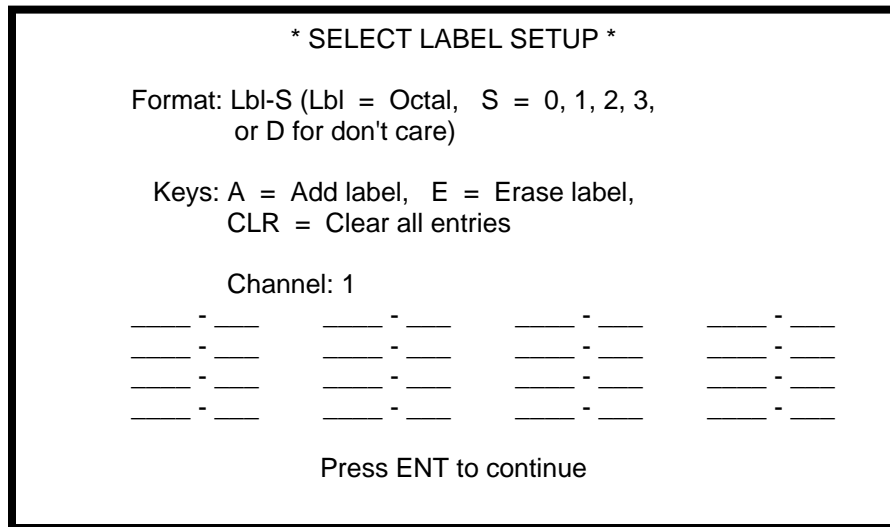 * SELECT LABEL SETUP *
Format: Lbl-S (Lbl = Octal, S = 0, 1, 2, 3,
or D for don't care)
Keys: A = Add label, E = Erase label,
CLR = Clear all entries
Channel: 1
____ - ___ ____ - ___ ____ - ___ ____ - ___
____ - ___ ____ - ___ ____ - ___ ____ - ___
____ - ___ ____ - ___ ____ - ___ ____ - ___
____ - ___ ____ - ___ ____ - ___ ____ - ___
Press ENT to continue